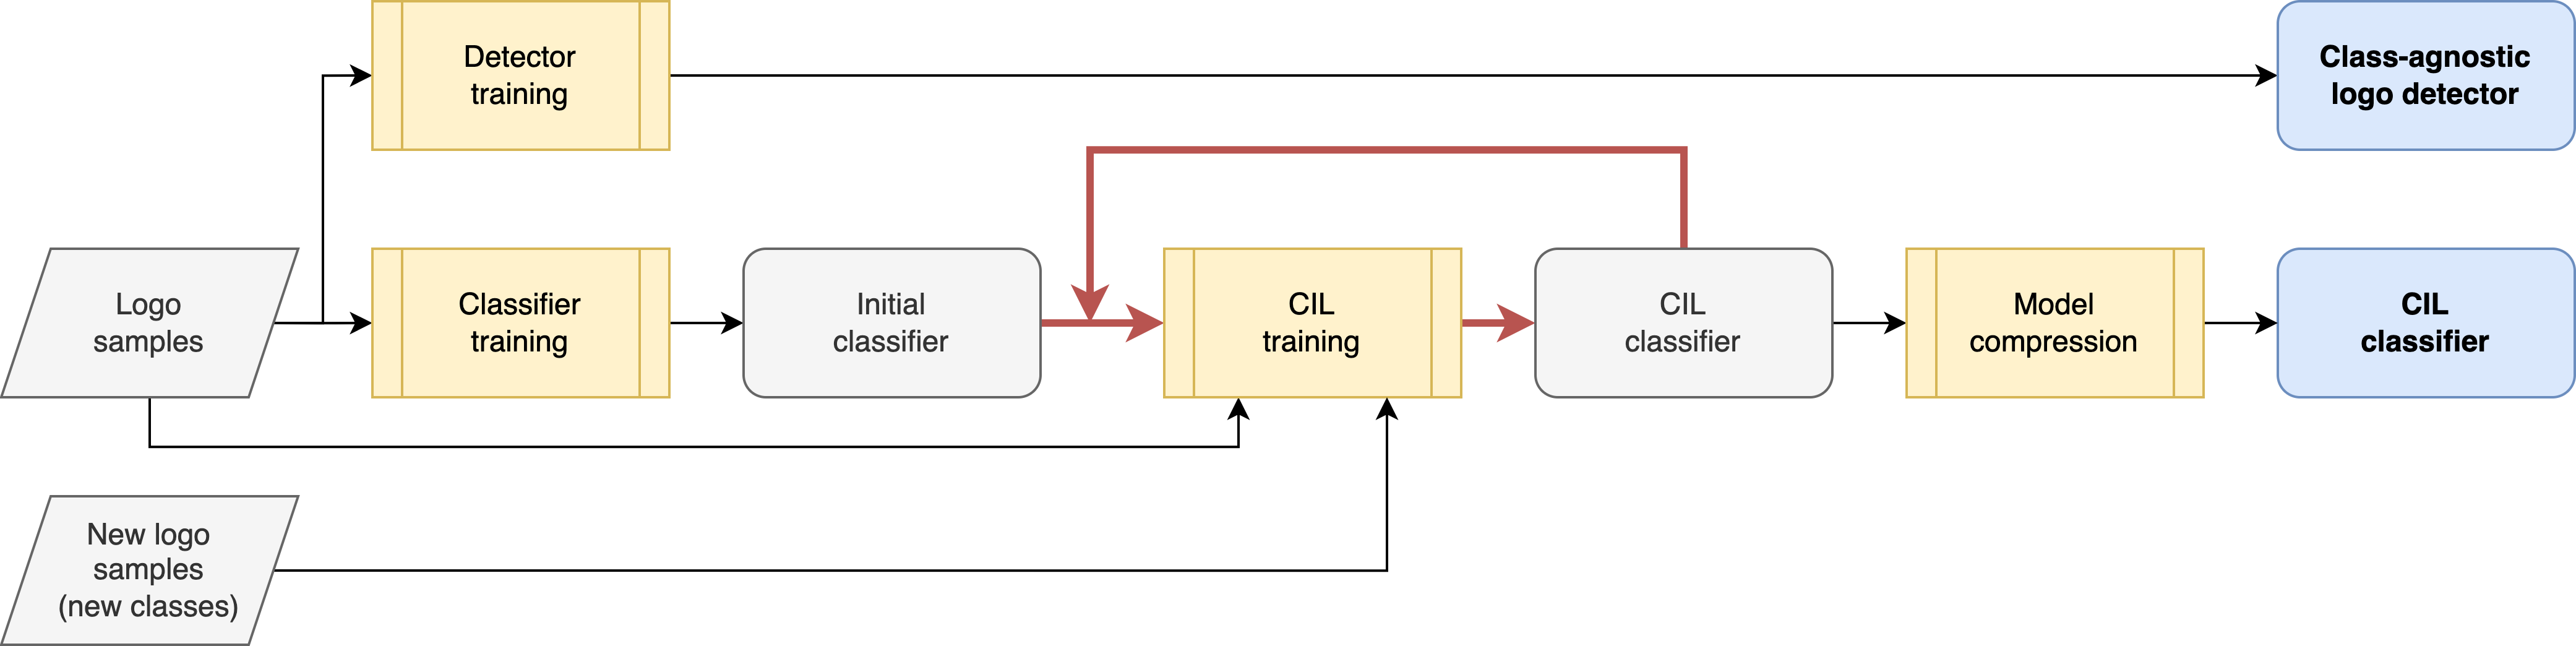 Detector
training
Class-agnostic
logo detector
Logo
samples
Classifier
training
Initial
classifier
CIL
training
CIL
classifier
Model
compression
CIL
classifier
New logo
samples
(new classes)